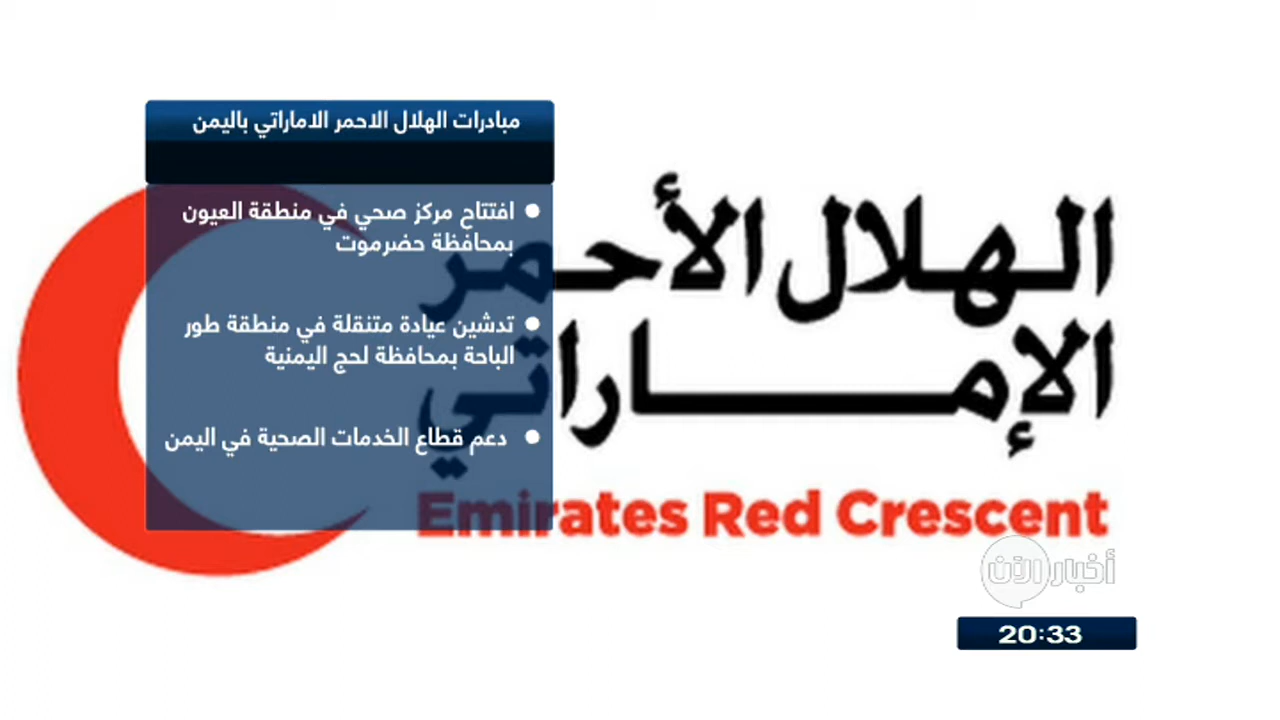 مبادرات الهلال الاحمر الاماراتي باليمن
● افتتاح مركز صحي في منطقة العيون
بمحافظة حضرموت
● تدشين عيادة متنقلة في منطقة طور
الباحة بمحافظة لحج اليمنية
● دعم قطاع الخدمات الصحية في اليمن
الهلال الأحمر
الإماراتي
Emirates Red Crescent
أخبار الآن
20:33